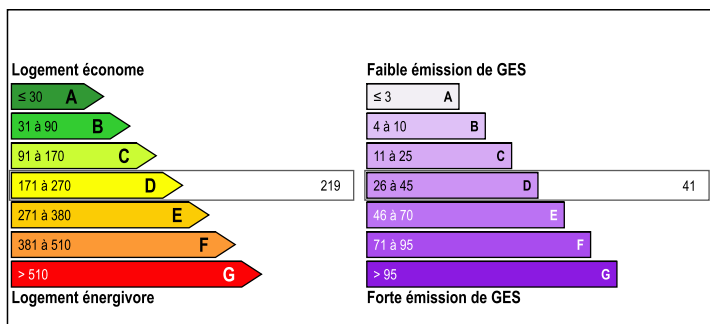 Logement économe
≤ 30 A
31 à 90 B
91 à 170 C
171 à 270 D 219
271 à 380 E
381 à 510 F
> 510 G
Logement énergivore
Faible émission de GES
≤ 3 A
4 à 10 B
11 à 25 C
26 à 45 D 41
46 à 70 E
71 à 95 F
> 95 G
Forte émission de GES